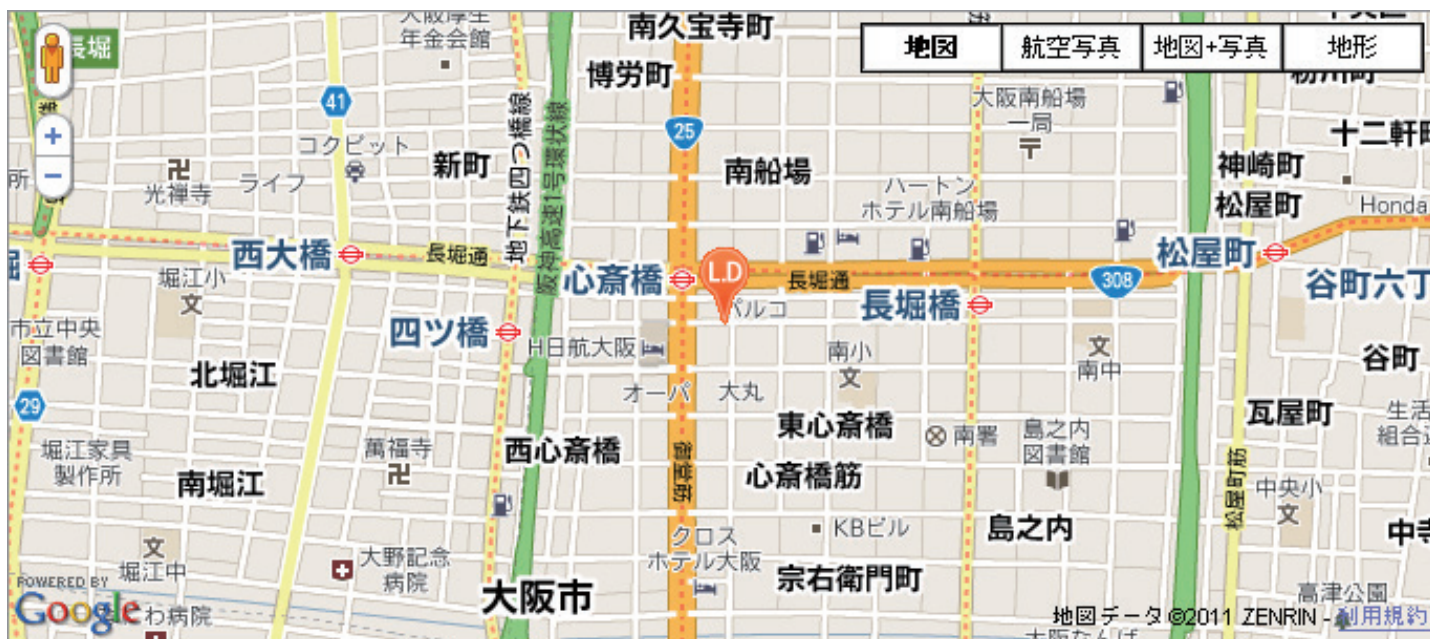 大阪厚生
年金会館
南久宝寺町
地図
航空写真
地図+写真
地形
長堀
博労町
41
25
大阪南船場
一局
コクピット
新町
南船場
十二軒町
神崎町
光禅寺
ライフ
ハートン
ホテル南船場
松屋町
Honda
地下鉄四つ橋線
阪神高速1号環状線
西大橋
長堀通
心斎橋
L.D
長堀通
308
松屋町
堀江小
パルコ
長堀橋
谷町六丁
市立中央
図書館
四ツ橋
H日航大阪
南小
南中
谷町
北堀江
オーパ
大丸
29
瓦屋町
東心斎橋
南署
島之内
図書館
堀江家具
製作所
萬福寺
西心斎橋
心斎橋筋
御堂筋
松屋町筋
南堀江
中央小
クロス
ホテル大阪
KBビル
島之内
堀江中
大野記念
病院
宗右衛門町
大阪市
高津公園
POWERED BY
Google
わ病院
地図データ ©2011 ZENRIN - 利用規約